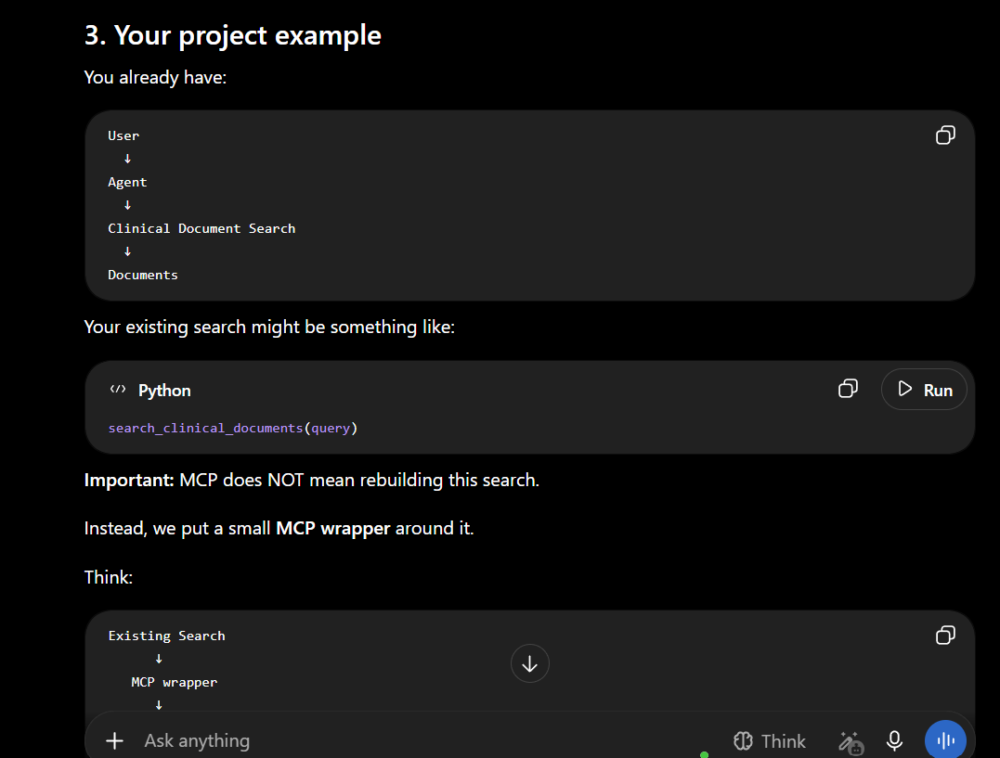 3. Your project example
You already have:
User
↓
Agent
↓
Clinical Document Search
↓
Documents
Your existing search might be something like:
Python
Run
search_clinical_documents(query)
Important: MCP does NOT mean rebuilding this search.
Instead, we put a small MCP wrapper around it.
Think:
Existing Search
↓
MCP wrapper
↓
Ask anything
Think